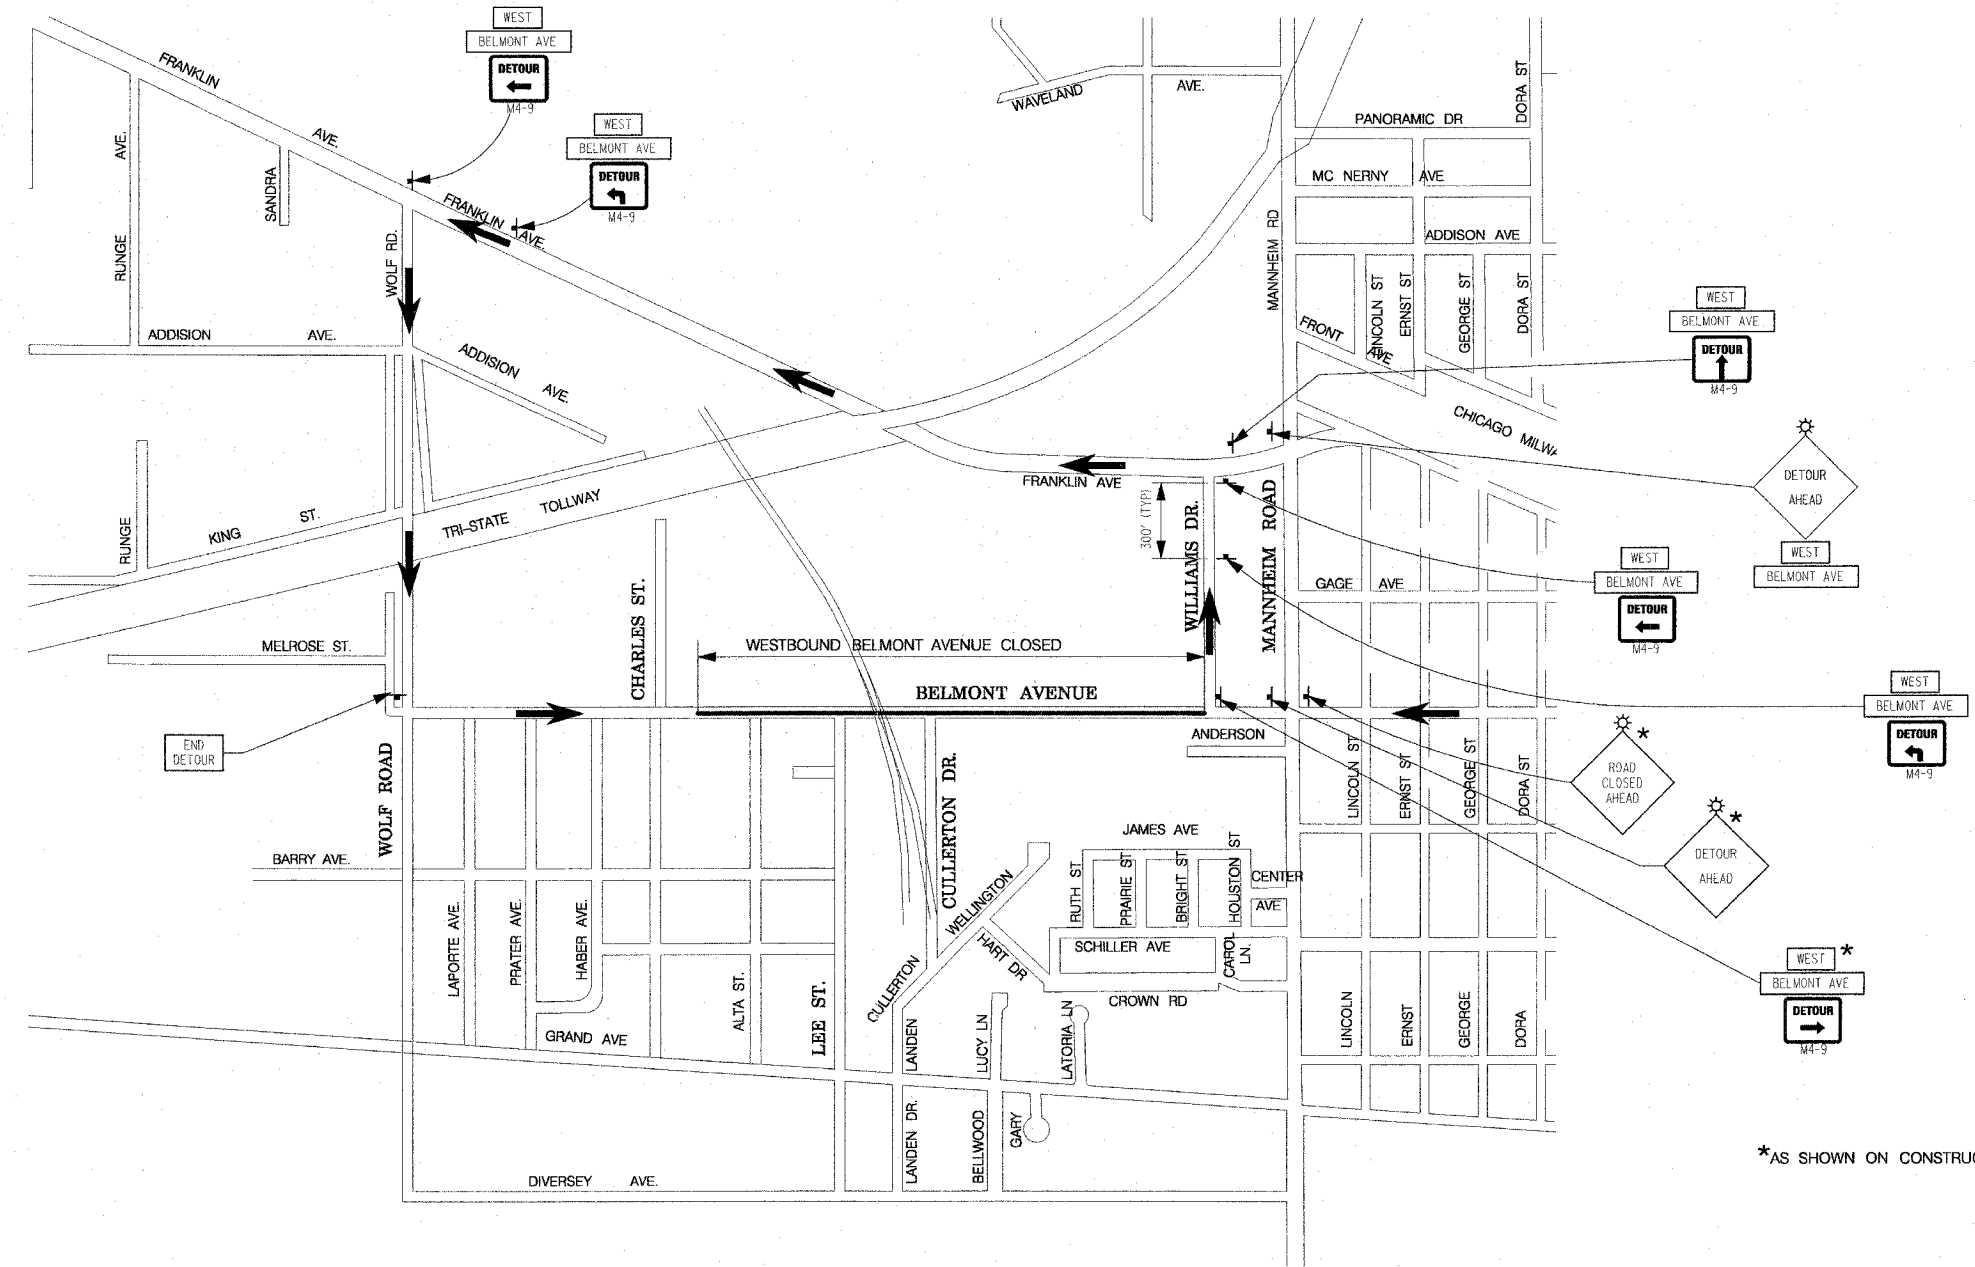 WEST
BELMONT AVE
DETOUR
M4-9
WEST
BELMONT AVE
DETOUR
M4-9
FRANKLIN
AVE.
FRANKLIN
AVE.
RUNGE
AVE.
SANDRA
WOLF RD.
ADDISION
AVE.
ADDISION
AVE.
WAVELAND
AVE.
MANNHEIM RD
PANORAMIC DR
DORA ST
MC NERNY
AVE
ADDISON AVE
LINCOLN ST
ERNST ST
GEORGE ST
DORA ST
FRONT
AVE
CHICAGO MILWA
WEST
BELMONT AVE
DETOUR
M4-9
DETOUR
AHEAD
WEST
BELMONT AVE
RUNGE
KING
ST.
TRI-STATE
TOLLWAY
FRANKLIN AVE
300' (TYP)
WILLIAMS DR.
MANNHEIM ROAD
GAGE
AVE
WEST
BELMONT AVE
DETOUR
M4-9
MELROSE ST.
CHARLES ST.
WESTBOUND BELMONT AVENUE CLOSED
BELMONT AVENUE
WEST
BELMONT AVE
DETOUR
M4-9
END
DETOUR
WOLF ROAD
ANDERSON
CULLERTON DR.
LINCOLN ST
ERNST ST
GEORGE ST
DORA ST
*
ROAD
CLOSED
AHEAD
*
DETOUR
AHEAD
BARRY AVE.
JAMES AVE
RUTH ST
PRAIRIE ST
BRIGHT ST
HOUSTON ST
CENTER
AVE
WELLINGTON
HART DR
SCHILLER AVE
CAROL
LN.
LAPORTE AVE.
PRATER AVE.
HABER AVE.
ALTA ST.
LEE ST.
CULLERTON
CROWN RD
WEST *
BELMONT AVE
DETOUR
M4-9
GRAND AVE
LANDEN
LUCY LN
LATORIA LN
LINCOLN
ERNST
GEORGE
DORA
LANDEN DR.
BELLWOOD
GARY
DIVERSEY
AVE.
*AS SHOWN ON CONSTRUC